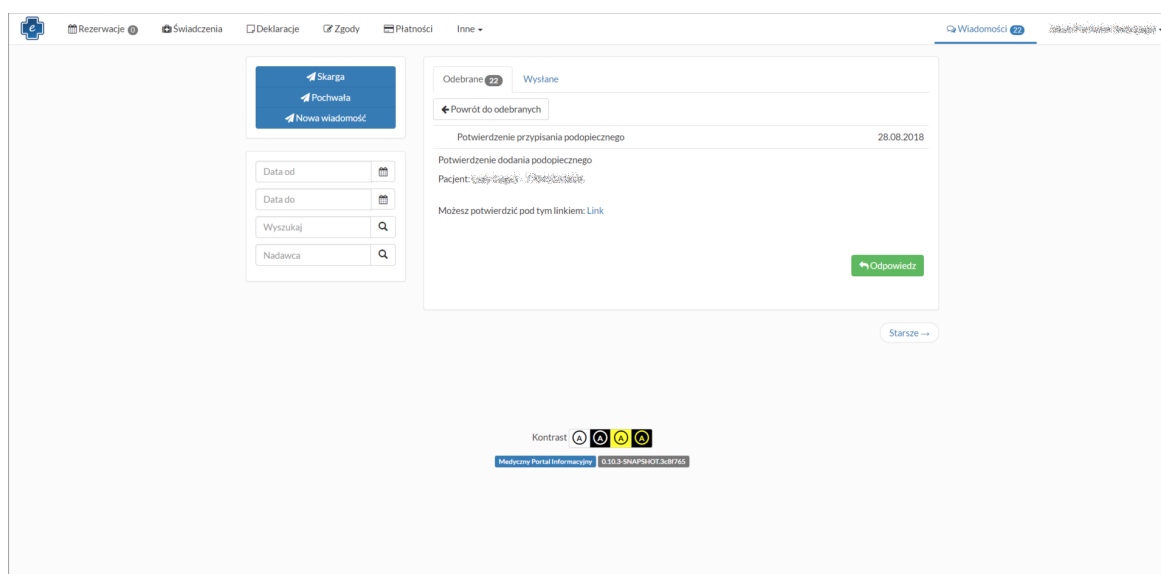 e Rezerwacje 0 Świadczenia Deklaracje Zgody Płatności Inne Wiadomości 22
Skarga
Pochwała
Nowa wiadomość
Data od
Data do
Wyszukaj
Nadawca
Odebrane 22 Wysłane
Powrót do odebranych
Potwierdzenie przypisania podopiecznego 28.08.2018
Potwierdzenie dodania podopiecznego
Pacjent:
Możesz potwierdzić pod tym linkiem: Link
Odpowiedz
Starsze →
Kontrast A A A A
Medyczny Portal Informacyjny 0.10.3-SNAPSHOT.3c8f765